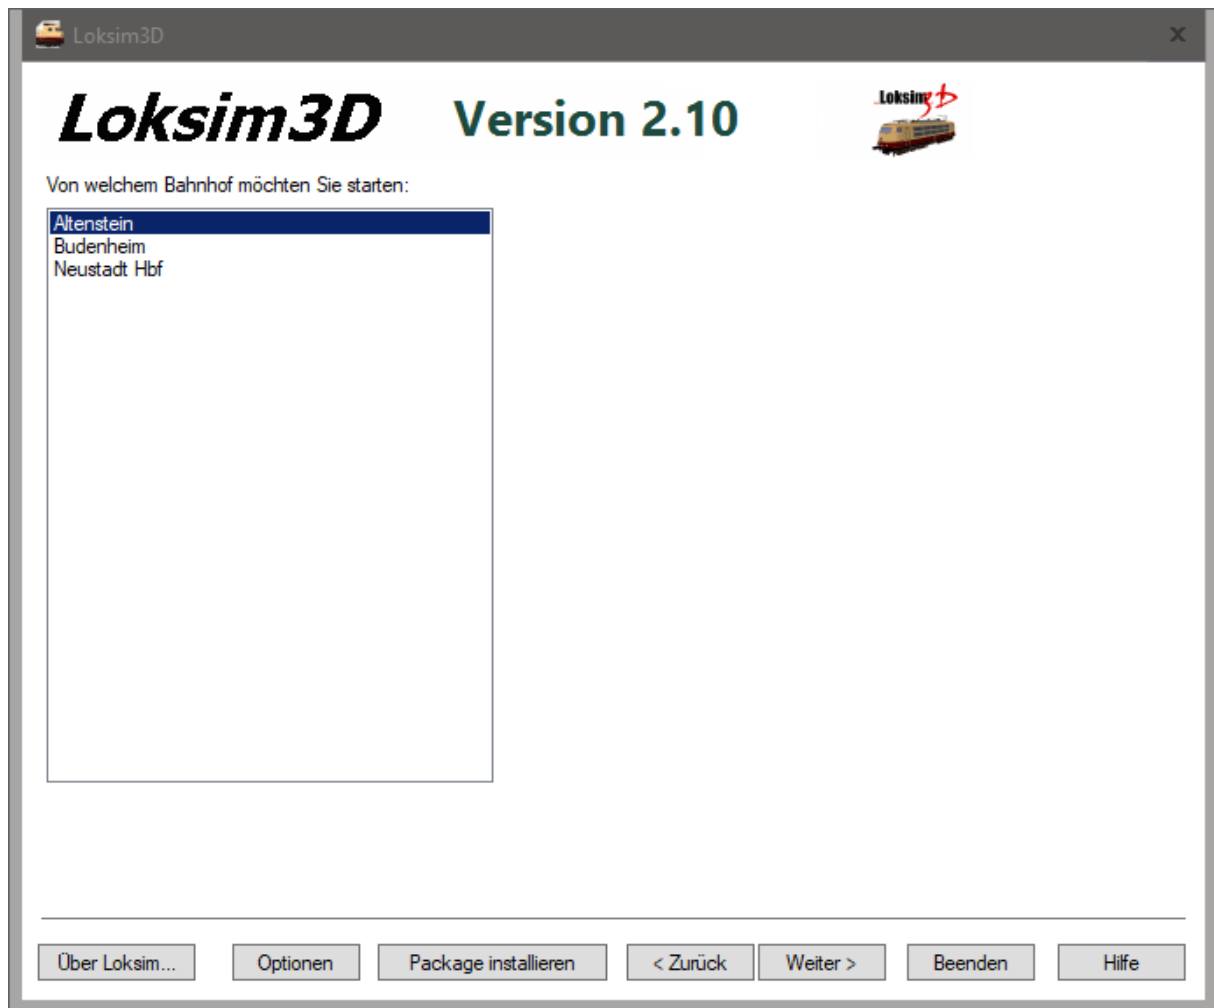 Loksim3D
x
Loksim3D Version 2.10
Loksim3D
Von welchem Bahnhof möchten Sie starten:
Altenstein
Budenheim
Neustadt Hbf
Über Loksim... Optionen Package installieren < Zurück Weiter > Beenden Hilfe